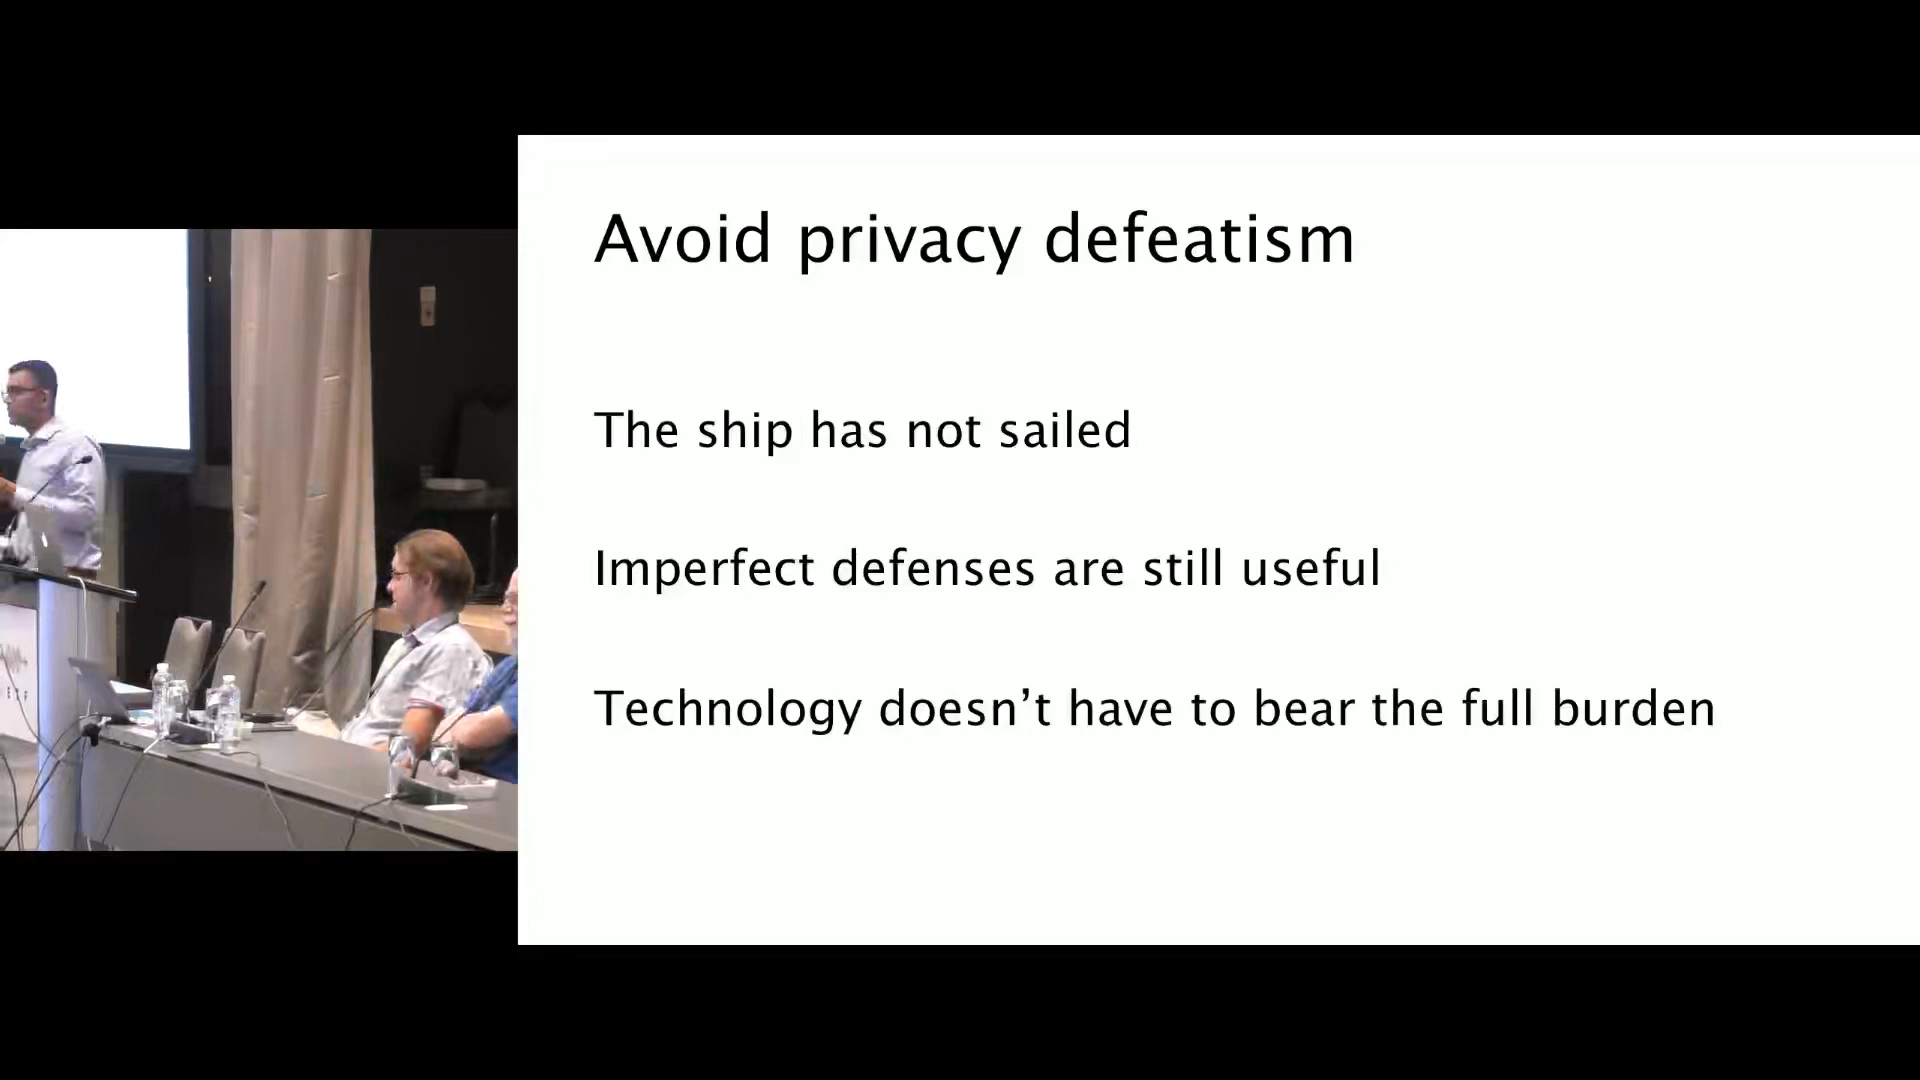 Avoid privacy defeatism
The ship has not sailed
Imperfect defenses are still useful
Technology doesn’t have to bear the full burden